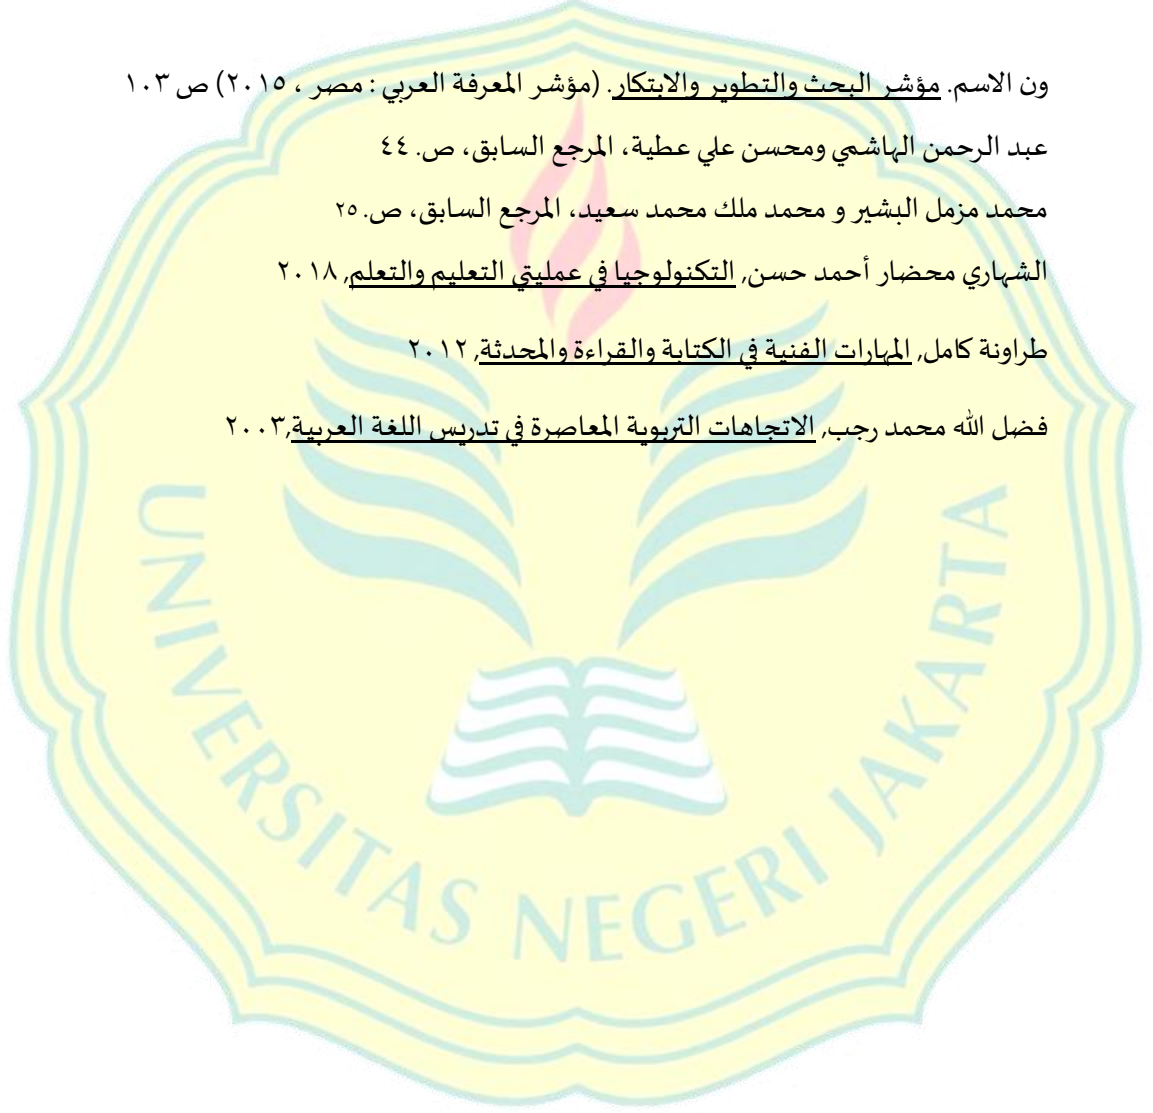 ون الاسم. مؤشر البحث والتطوير والابتكار. (مؤشر المعرفة العربي : مصر ، ٢٠١٥) ص ١٠٣
عبد الرحمن الهاشمي ومحسن علي عطية، المرجع السابق، ص. ٤٤
محمد مزمل البشير و محمد ملك محمد سعيد، المرجع السابق، ص. ٢٥
الشهاري محضار أحمد حسن, التكنولوجيا في عمليتي التعليم والتعلم, ٢٠١٨
طراونة كامل, المهارات الفنية في الكتابة والقراءة والمحدثة, ٢٠١٢
فضل الله محمد رجب, الاتجاهات التربوية المعاصرة في تدريس اللغة العربية,٢٠٠٣
UNIVERSITAS NEGERI JAKARTA